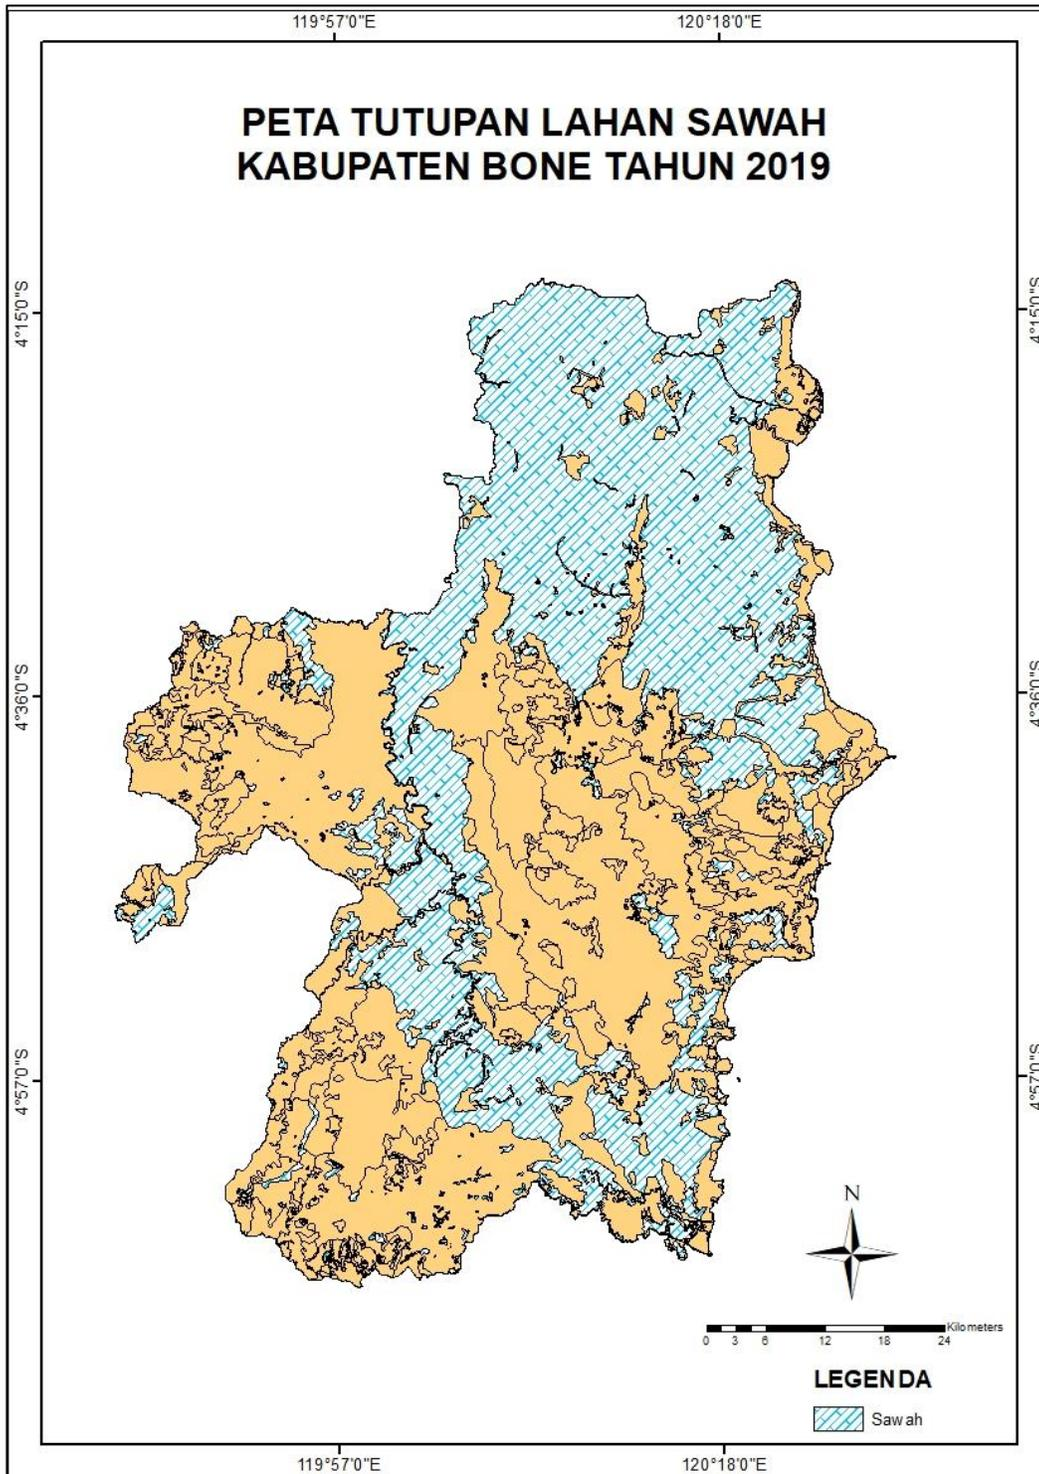 119°57'0"E 120°18'0"E
PETA TUTUPAN LAHAN SAWAH
KABUPATEN BONE TAHUN 2019
4°15'0"S 4°15'0"S
4°36'0"S 4°36'0"S
4°57'0"S 4°57'0"S
N
Kilometers
0 3 6 12 18 24
LEGENDA
Sawah
119°57'0"E 120°18'0"E